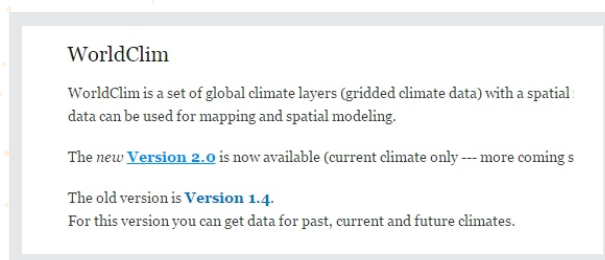 WorldClim
WorldClim is a set of global climate layers (gridded climate data) with a spatial
data can be used for mapping and spatial modeling.
The new Version 2.0 is now available (current climate only --- more coming s
The old version is Version 1.4.
For this version you can get data for past, current and future climates.